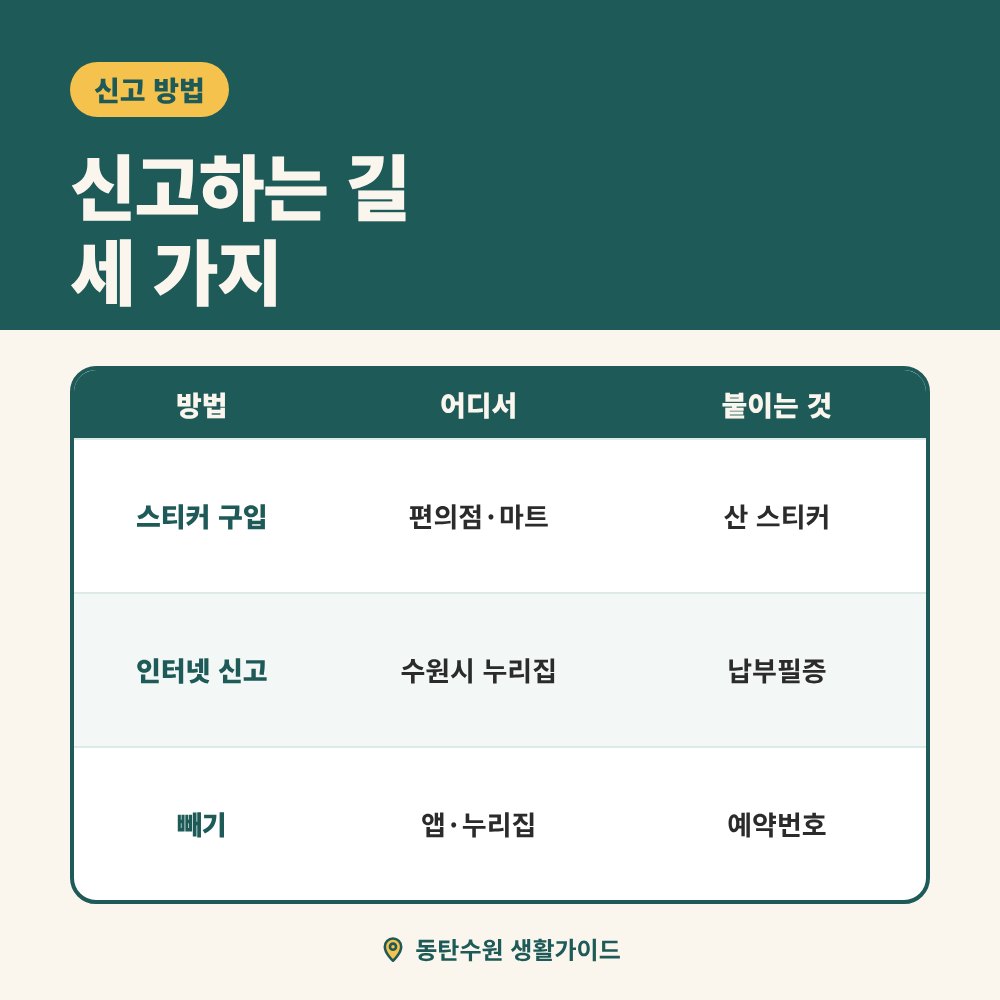 신고 방법
신고하는 길
세 가지
방법 어디서 붙이는 것
스티커 구입 편의점·마트 산 스티커
인터넷 신고 수원시 누리집 납부필증
빼기 앱·누리집 예약번호
동탄수원 생활가이드